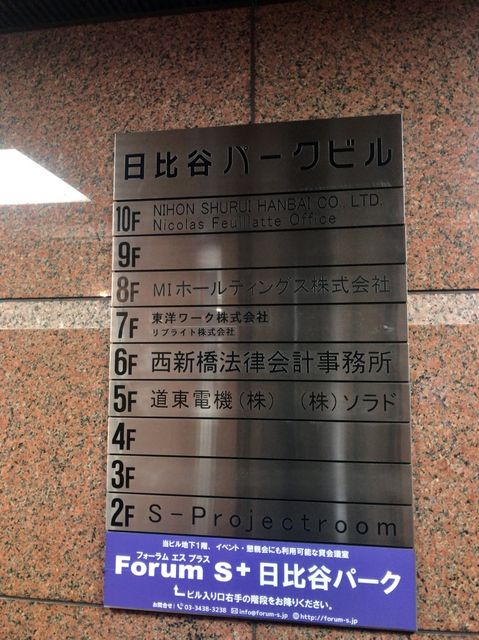 日比谷パークビル
10F NIHON SHURUI HANBAI CO., LTD.
Nicolas Feuillatte Office
9F
8F MIホールディングス株式会社
7F 東洋ワーク株式会社
リブライト株式会社
6F 西新橋法律会計事務所
5F 道東電機(株) (株)ソラド
4F
3F
2F S-Projectroom
当ビル地下1階、イベント・懇親会にも利用可能な貸会議室
フォーラム エス プラス
Forum S+ 日比谷パーク
ビル入り口右手の階段をお降りください。
お問合せ: 03-3438-3238 info@forum-s.jp http://forum-s.jp